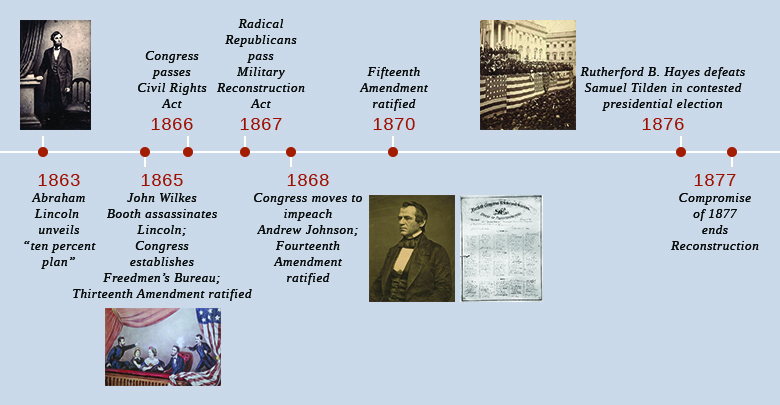 Congress
passes
Civil Rights
Act
1866
Radical
Republicans
pass
Military
Reconstruction
Act
1867
Fifteenth
Amendment
ratified
1870
Rutherford B. Hayes defeats
Samuel Tilden in contested
presidential election
1876
1863
Abraham
Lincoln
unveils
“ten percent
plan”
1865
John Wilkes
Booth assassinates
Lincoln;
Congress
establishes
Freedmen’s Bureau;
Thirteenth Amendment ratified
1868
Congress moves to
impeach
Andrew Johnson;
Fourteenth
Amendment
ratified
1877
Compromise
of 1877
ends
Reconstruction